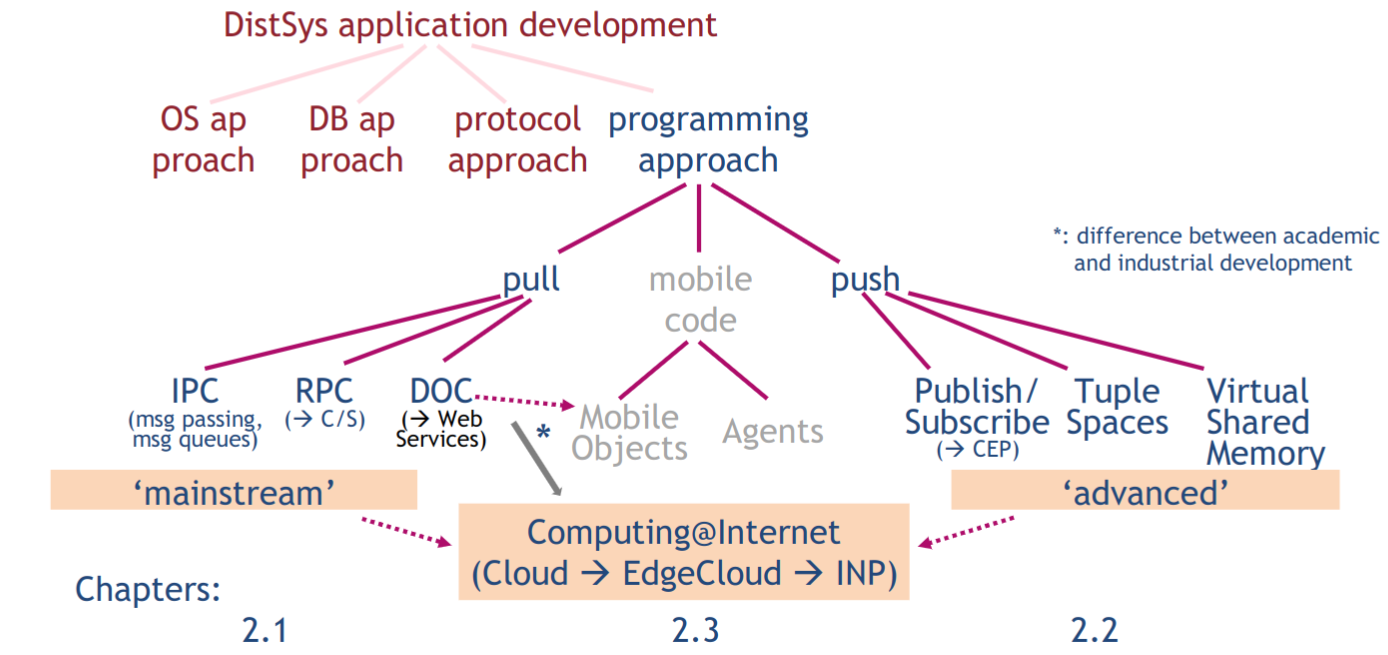 DistSys application development
OS ap
proach
DB ap
proach
protocol
approach
programming
approach
*: difference between academic
and industrial development
pull
mobile
code
push
IPC
(msg passing,
msg queues)
RPC
(→ C/S)
DOC
(→ Web
Services)
*
Mobile
Objects
Agents
Publish/
Subscribe
(→ CEP)
Tuple
Spaces
Virtual
Shared
Memory
‘mainstream’
‘advanced’
Computing@Internet
(Cloud → EdgeCloud → INP)
Chapters:
2.1
2.3
2.2